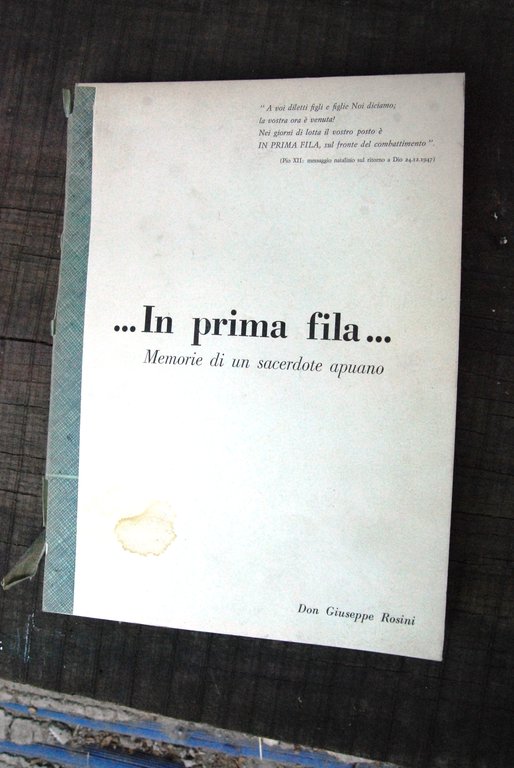 " A voi diletti figli e figlie Noi diciamo;
la vostra ora è venuta!
Nei giorni di lotta il vostro posto è
IN PRIMA FILA, sul fronte del combattimento ".
(Pio XII: messaggio natalizio sul ritorno a Dio 24.12.1947)
...In prima fila...
Memorie di un sacerdote apuano
Don Giuseppe Rosini